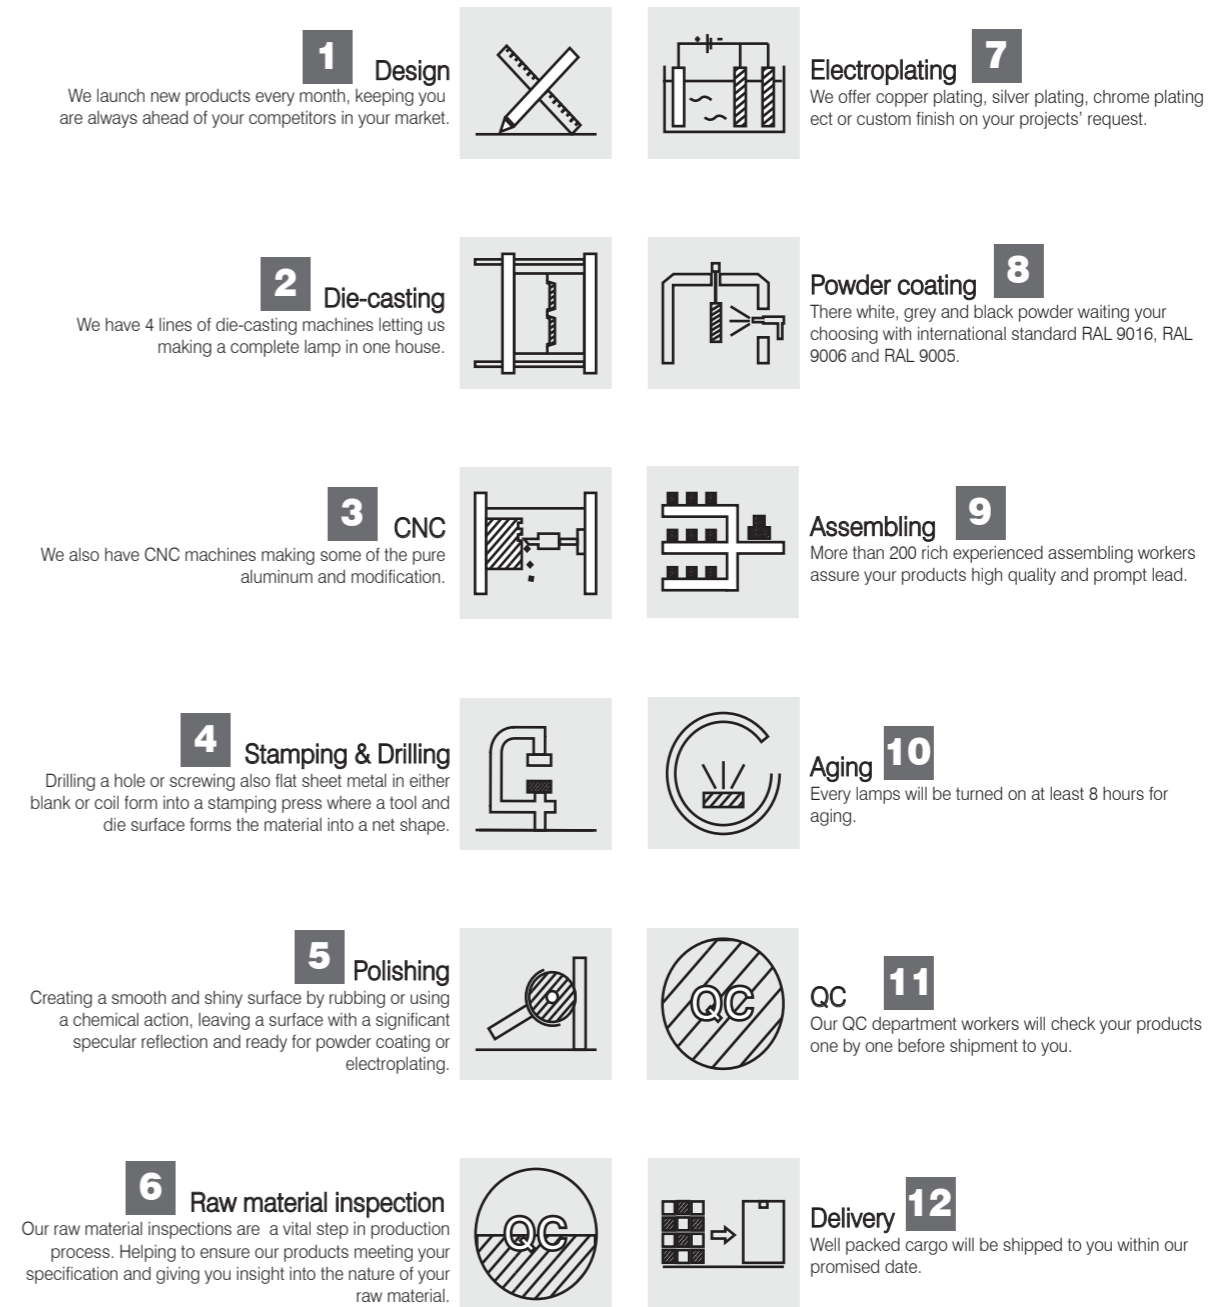 1
Design
We launch new products every month, keeping you
are always ahead of your competitors in your market.
2
Die-casting
We have 4 lines of die-casting machines letting us
making a complete lamp in one house.
3
CNC
We also have CNC machines making some of the pure
aluminum and modification.
4
Stamping & Drilling
Drilling a hole or screwing also flat sheet metal in either
blank or coil form into a stamping press where a tool and
die surface forms the material into a net shape.
5
Polishing
Creating a smooth and shiny surface by rubbing or using
a chemical action, leaving a surface with a significant
specular reflection and ready for powder coating or
electroplating.
6
Raw material inspection
Our raw material inspections are a vital step in production
process. Helping to ensure our products meeting your
specification and giving you insight into the nature of your
raw material.
QC
Electroplating
7
We offer copper plating, silver plating, chrome plating
ect or custom finish on your projects' request.
Powder coating
8
There white, grey and black powder waiting your
choosing with international standard RAL 9016, RAL
9006 and RAL 9005.
Assembling
9
More than 200 rich experienced assembling workers
assure your products high quality and prompt lead.
Aging
10
Every lamps will be turned on at least 8 hours for
aging.
QC
QC
11
Our QC department workers will check your products
one by one before shipment to you.
Delivery
12
Well packed cargo will be shipped to you within our
promised date.